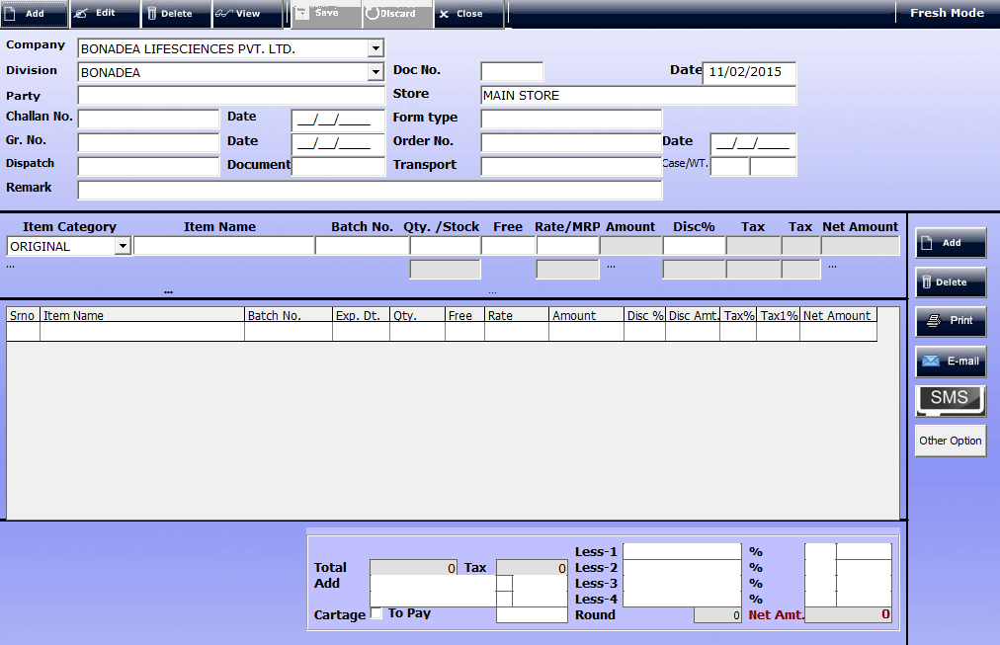 Add Edit Delete View Save Discard Close Fresh Mode
Company BONADEA LIFESCIENCES PVT. LTD.
Division BONADEA Doc No. Date 11/02/2015
Party Store MAIN STORE
Challan No. Date __/__/____ Form type
Gr. No. Date __/__/____ Order No. Date __/__/____
Dispatch Document Transport Case/WT.
Remark
Item Category Item Name Batch No. Qty. /Stock Free Rate/MRP Amount Disc% Tax Tax Net Amount
ORIGINAL
... ... ...
... ...
Srno Item Name Batch No. Exp. Dt. Qty. Free Rate Amount Disc % Disc Amt. Tax% Tax1% Net Amount
Add
Delete
Print
E-mail
SMS
Other Option
Less-1 %
Total 0 Tax 0 Less-2 %
Add Less-3 %
Less-4 %
Cartage To Pay Round 0 Net Amt. 0